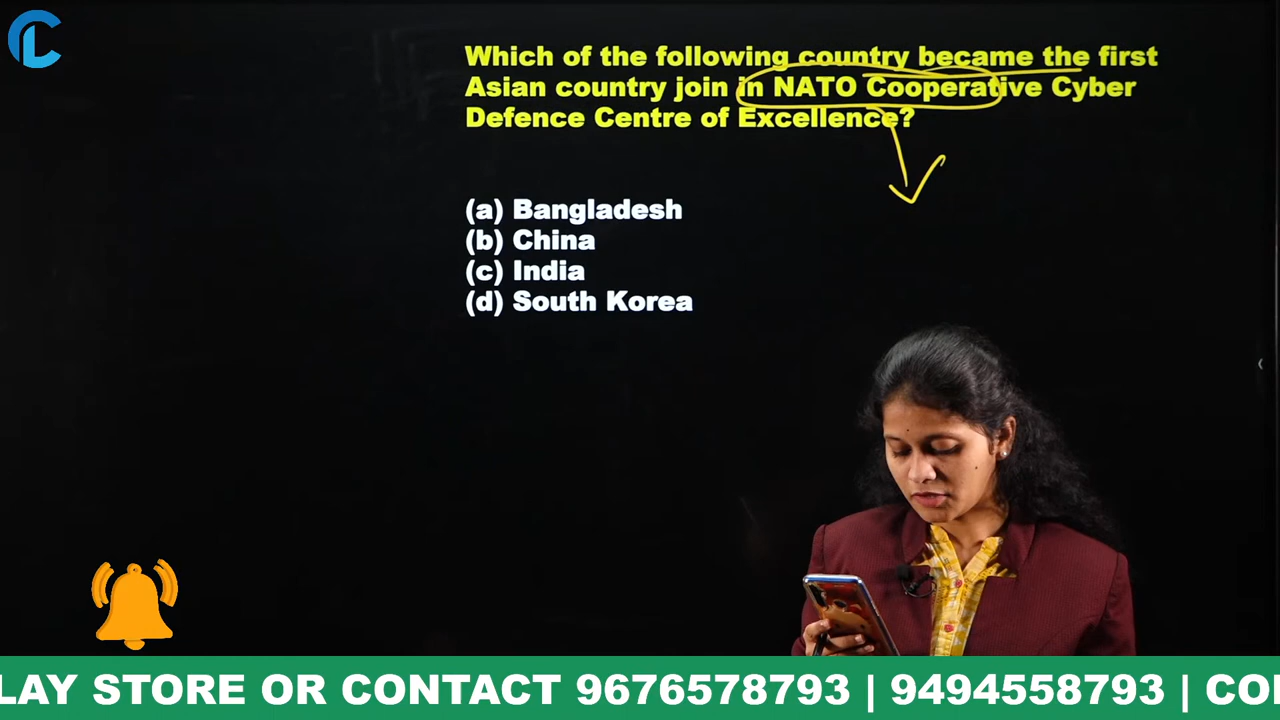 Which of the following country became the first
Asian country join in NATO Cooperative Cyber
Defence Centre of Excellence?
(a) Bangladesh
(b) China
(c) India
(d) South Korea
LAY STORE OR CONTACT 9676578793 | 9494558793 | CO